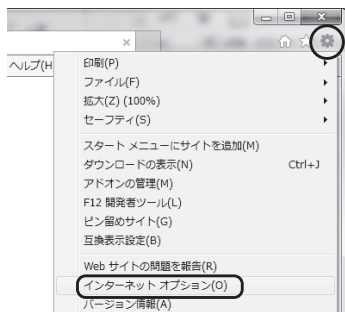 ヘルプ(H
印刷(P)
ファイル(F)
拡大(Z) (100%)
セーフティ(S)
スタート メニューにサイトを追加(M)
ダウンロードの表示(N) Ctrl+J
アドオンの管理(M)
F12 開発者ツール(L)
ピン留めサイト(G)
互換表示設定(B)
Web サイトの問題を報告(R)
インターネット オプション(O)
バージョン情報(A)